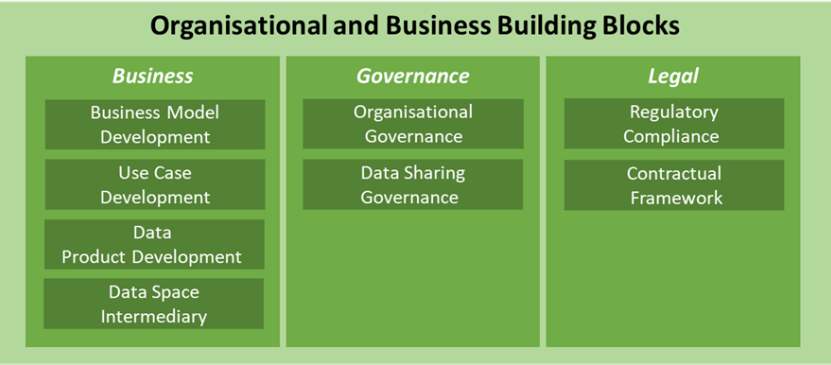 Organisational and Business Building Blocks
Business
Business Model
Development
Use Case
Development
Data
Product Development
Data Space
Intermediary
Governance
Organisational
Governance
Data Sharing
Governance
Legal
Regulatory
Compliance
Contractual
Framework